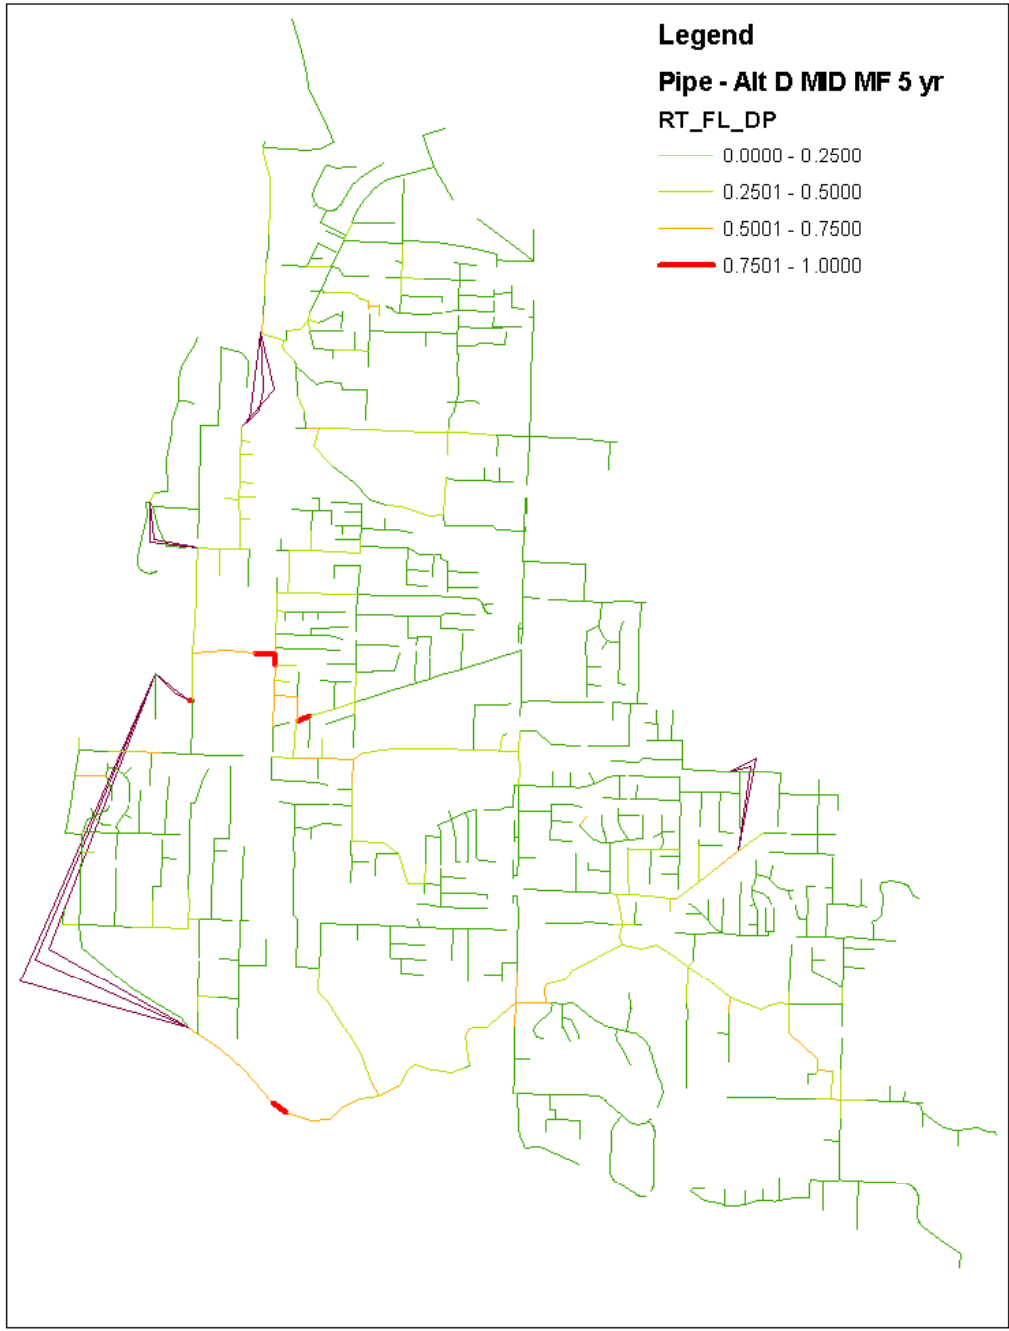 Legend
Pipe - Alt D MID MF 5 yr
RT_FL_DP
0.0000 - 0.2500
0.2501 - 0.5000
0.5001 - 0.7500
0.7501 - 1.0000